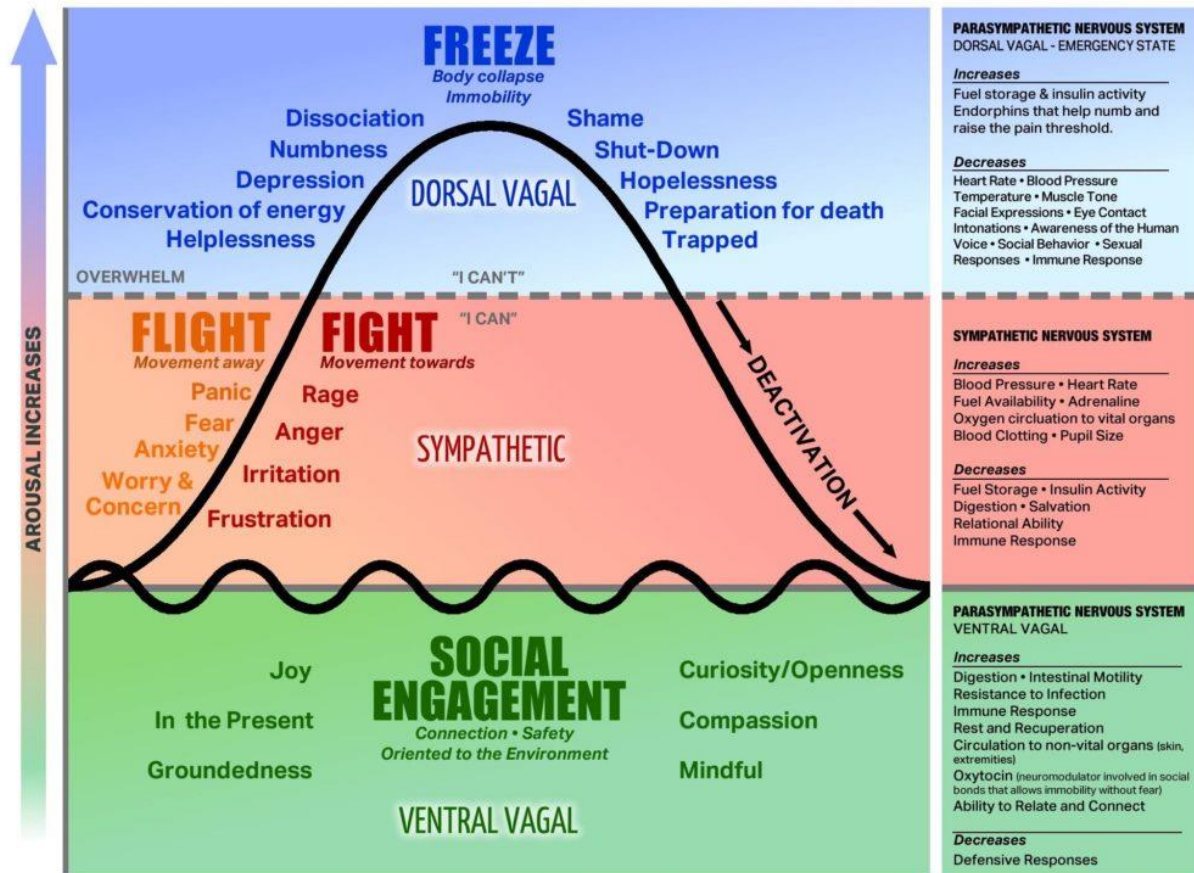 AROUSAL INCREASES
FREEZE
Body collapse
Immobility
Dissociation
Numbness
Depression
Conservation of energy
Helplessness
Shame
Shut-Down
Hopelessness
Preparation for death
Trapped
DORSAL VAGAL
OVERWHELM
"I CAN'T"
"I CAN"
FLIGHT
Movement away
Panic
Fear
Anxiety
Worry &
Concern
FIGHT
Movement towards
Rage
Anger
Irritation
Frustration
SYMPATHETIC
DEACTIVATION
SOCIAL
ENGAGEMENT
Connection • Safety
Oriented to the Environment
Joy
In the Present
Groundedness
Curiosity/Openness
Compassion
Mindful
VENTRAL VAGAL
PARASYMPATHETIC NERVOUS SYSTEM
DORSAL VAGAL - EMERGENCY STATE
Increases
Fuel storage & insulin activity
Endorphins that help numb and
raise the pain threshold.
Decreases
Heart Rate • Blood Pressure
Temperature • Muscle Tone
Facial Expressions • Eye Contact
Intonations • Awareness of the Human
Voice • Social Behavior • Sexual
Responses • Immune Response
SYMPATHETIC NERVOUS SYSTEM
Increases
Blood Pressure • Heart Rate
Fuel Availability • Adrenaline
Oxygen circluation to vital organs
Blood Clotting • Pupil Size
Decreases
Fuel Storage • Insulin Activity
Digestion • Salvation
Relational Ability
Immune Response
PARASYMPATHETIC NERVOUS SYSTEM
VENTRAL VAGAL
Increases
Digestion • Intestinal Motility
Resistance to Infection
Immune Response
Rest and Recuperation
Circulation to non-vital organs (skin,
extremities)
Oxytocin (neuromodulator involved in social
bonds that allows immobility without fear)
Ability to Relate and Connect
Decreases
Defensive Responses